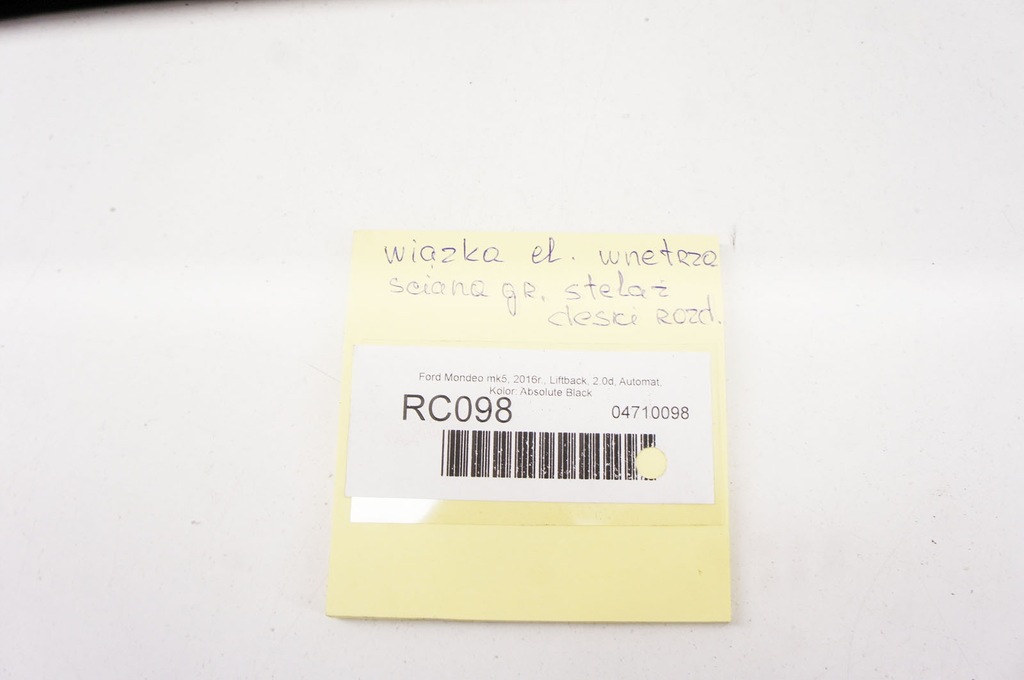 wiązka el. wnetrza
sciana gr. stelaż
deski rozd.
Ford Mondeo mk5, 2016r., Liftback, 2.0d, Automat,
Kolor: Absolute Black
RC098 04710098